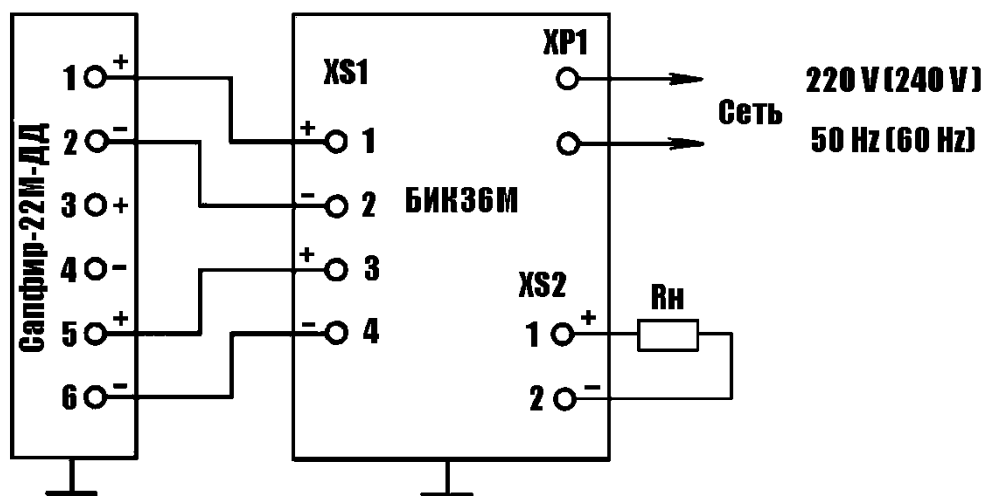 Сапфир-22М-ДД
1 +
2 -
3 +
4 -
5 +
6 -
XS1
+ 1
- 2
+ 3
- 4
БИК36М
XP1
Сеть
220 V (240 V)
50 Hz (60 Hz)
XS2
1 +
2 -
Rн